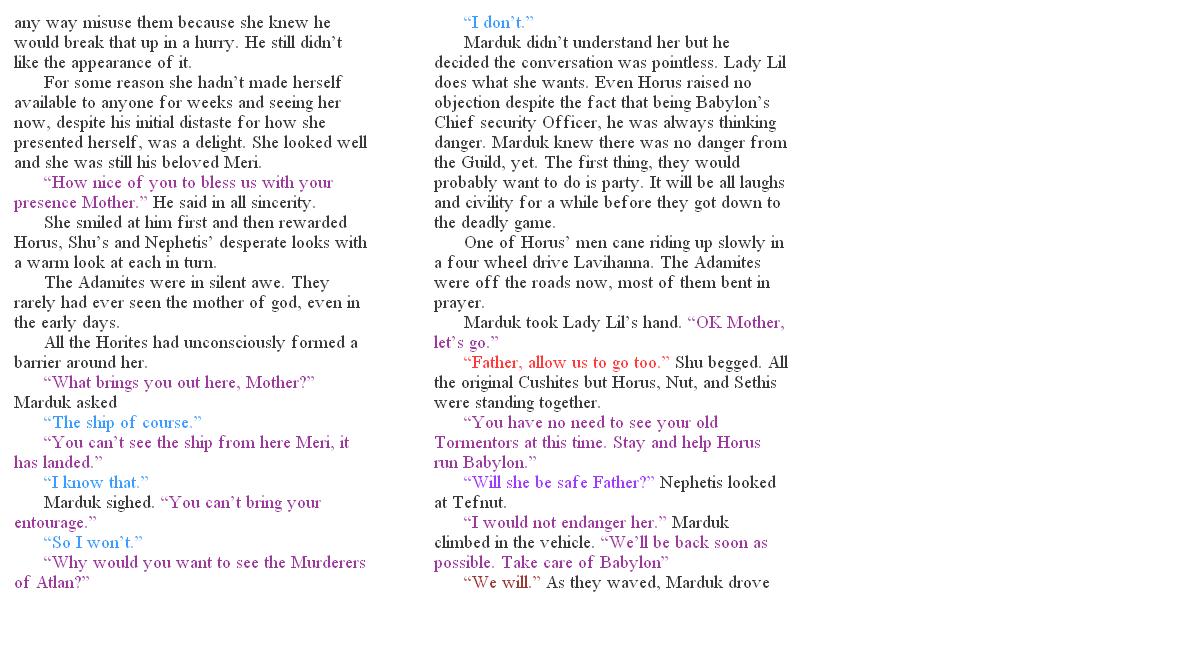 any way misuse them because she knew he
would break that up in a hurry. He still didn’t
like the appearance of it.
For some reason she hadn’t made herself
available to anyone for weeks and seeing her
now, despite his initial distaste for how she
presented herself, was a delight. She looked well
and she was still his beloved Meri.
“How nice of you to bless us with your
presence Mother.” He said in all sincerity.
She smiled at him first and then rewarded
Horus, Shu’s and Nephetis’ desperate looks with
a warm look at each in turn.
The Adamites were in silent awe. They
rarely had ever seen the mother of god, even in
the early days.
All the Horites had unconsciously formed a
barrier around her.
“What brings you out here, Mother?”
Marduk asked
“The ship of course.”
“You can’t see the ship from here Meri, it
has landed.”
“I know that.”
Marduk sighed. “You can’t bring your
entourage.”
“So I won’t.”
“Why would you want to see the Murderers
of Atlan?”
“I don’t.”
Marduk didn’t understand her but he
decided the conversation was pointless. Lady Lil
does what she wants. Even Horus raised no
objection despite the fact that being Babylon’s
Chief security Officer, he was always thinking
danger. Marduk knew there was no danger from
the Guild, yet. The first thing, they would
probably want to do is party. It will be all laughs
and civility for a while before they got down to
the deadly game.
One of Horus’ men cane riding up slowly in
a four wheel drive Lavihanna. The Adamites
were off the roads now, most of them bent in
prayer.
Marduk took Lady Lil’s hand. “OK Mother,
let’s go.”
“Father, allow us to go too.” Shu begged. All
the original Cushites but Horus, Nut, and Sethis
were standing together.
“You have no need to see your old
Tormentors at this time. Stay and help Horus
run Babylon.”
“Will she be safe Father?” Nephetis looked
at Tefnut.
“I would not endanger her.” Marduk
climbed in the vehicle. “We’ll be back soon as
possible. Take care of Babylon”
“We will.” As they waved, Marduk drove